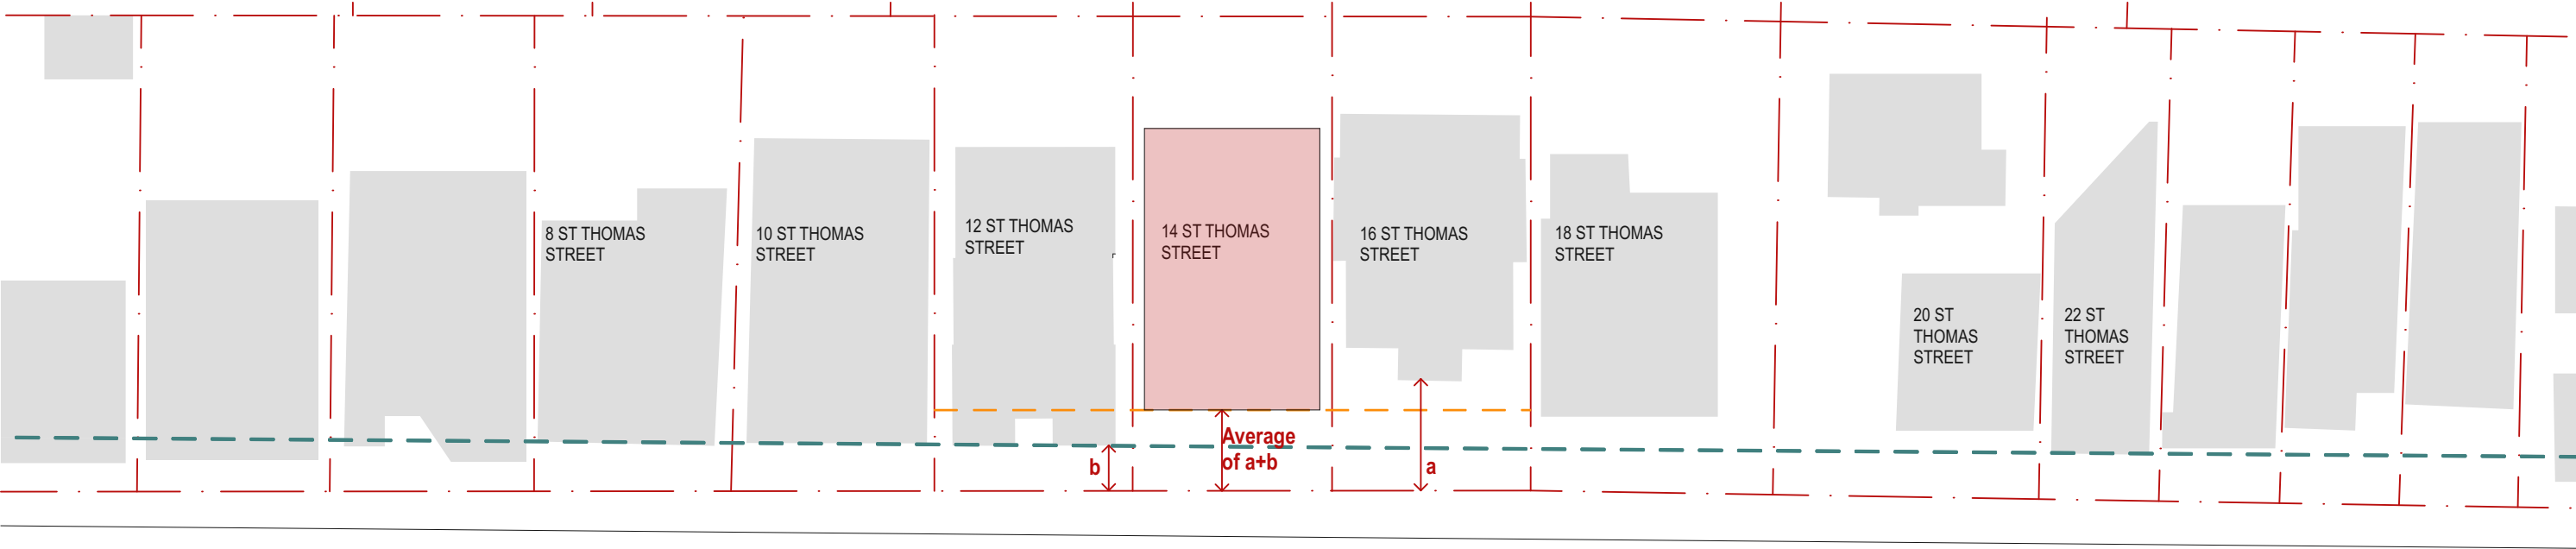 8 ST THOMAS
STREET
10 ST THOMAS
STREET
12 ST THOMAS
STREET
14 ST THOMAS
STREET
16 ST THOMAS
STREET
18 ST THOMAS
STREET
20 ST
THOMAS
STREET
22 ST
THOMAS
STREET
b
Average
of a+b
a